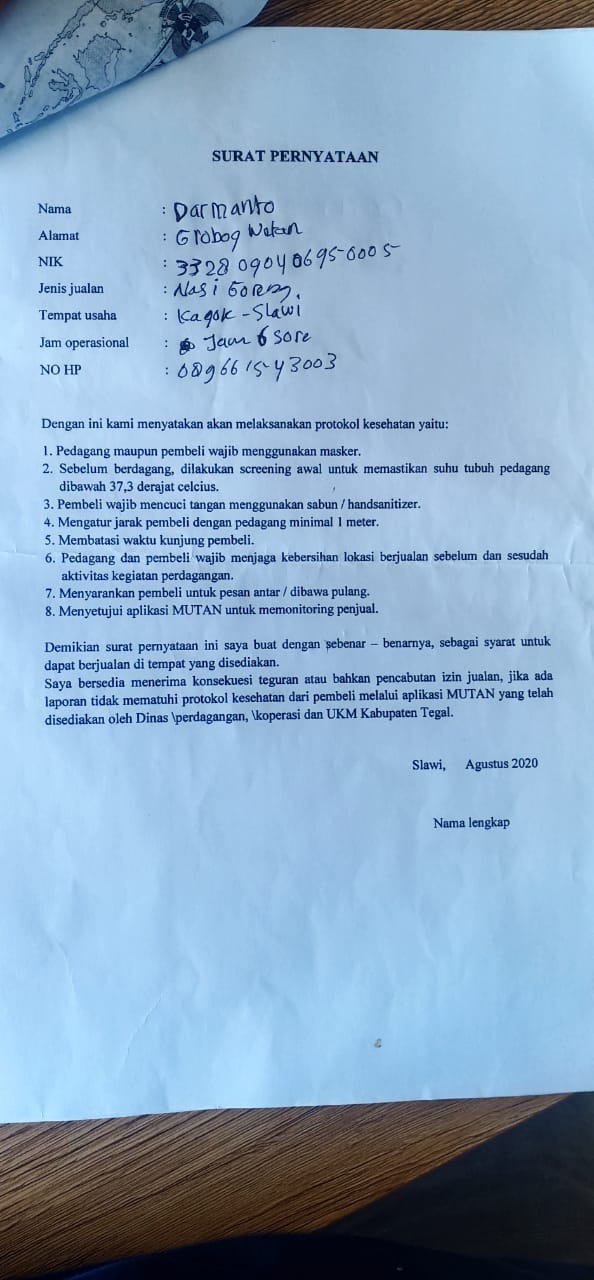 SURAT PERNYATAAN
Nama : Darmanto
Alamat : Grobog Wetan
NIK : 33280904 0695-0005
Jenis jualan : Nasi Goreng.
Tempat usaha : Kagok - Slawi
Jam operasional : Jam 6 Sore
NO HP : 089661543003
Dengan ini kami menyatakan akan melaksanakan protokol kesehatan yaitu:
1. Pedagang maupun pembeli wajib menggunakan masker.
2. Sebelum berdagang, dilakukan screening awal untuk memastikan suhu tubuh pedagang
dibawah 37,3 derajat celcius.
3. Pembeli wajib mencuci tangan menggunakan sabun / handsanitizer.
4. Mengatur jarak pembeli dengan pedagang minimal 1 meter.
5. Membatasi waktu kunjung pembeli.
6. Pedagang dan pembeli wajib menjaga kebersihan lokasi berjualan sebelum dan sesudah
aktivitas kegiatan perdagangan.
7. Menyarankan pembeli untuk pesan antar / dibawa pulang.
8. Menyetujui aplikasi MUTAN untuk memonitoring penjual.
Demikian surat pernyataan ini saya buat dengan sebenar – benarnya, sebagai syarat untuk
dapat berjualan di tempat yang disediakan.
Saya bersedia menerima konsekuesi teguran atau bahkan pencabutan izin jualan, jika ada
laporan tidak mematuhi protokol kesehatan dari pembeli melalui aplikasi MUTAN yang telah
disediakan oleh Dinas \perdagangan, \koperasi dan UKM Kabupaten Tegal.
Slawi, Agustus 2020
Nama lengkap